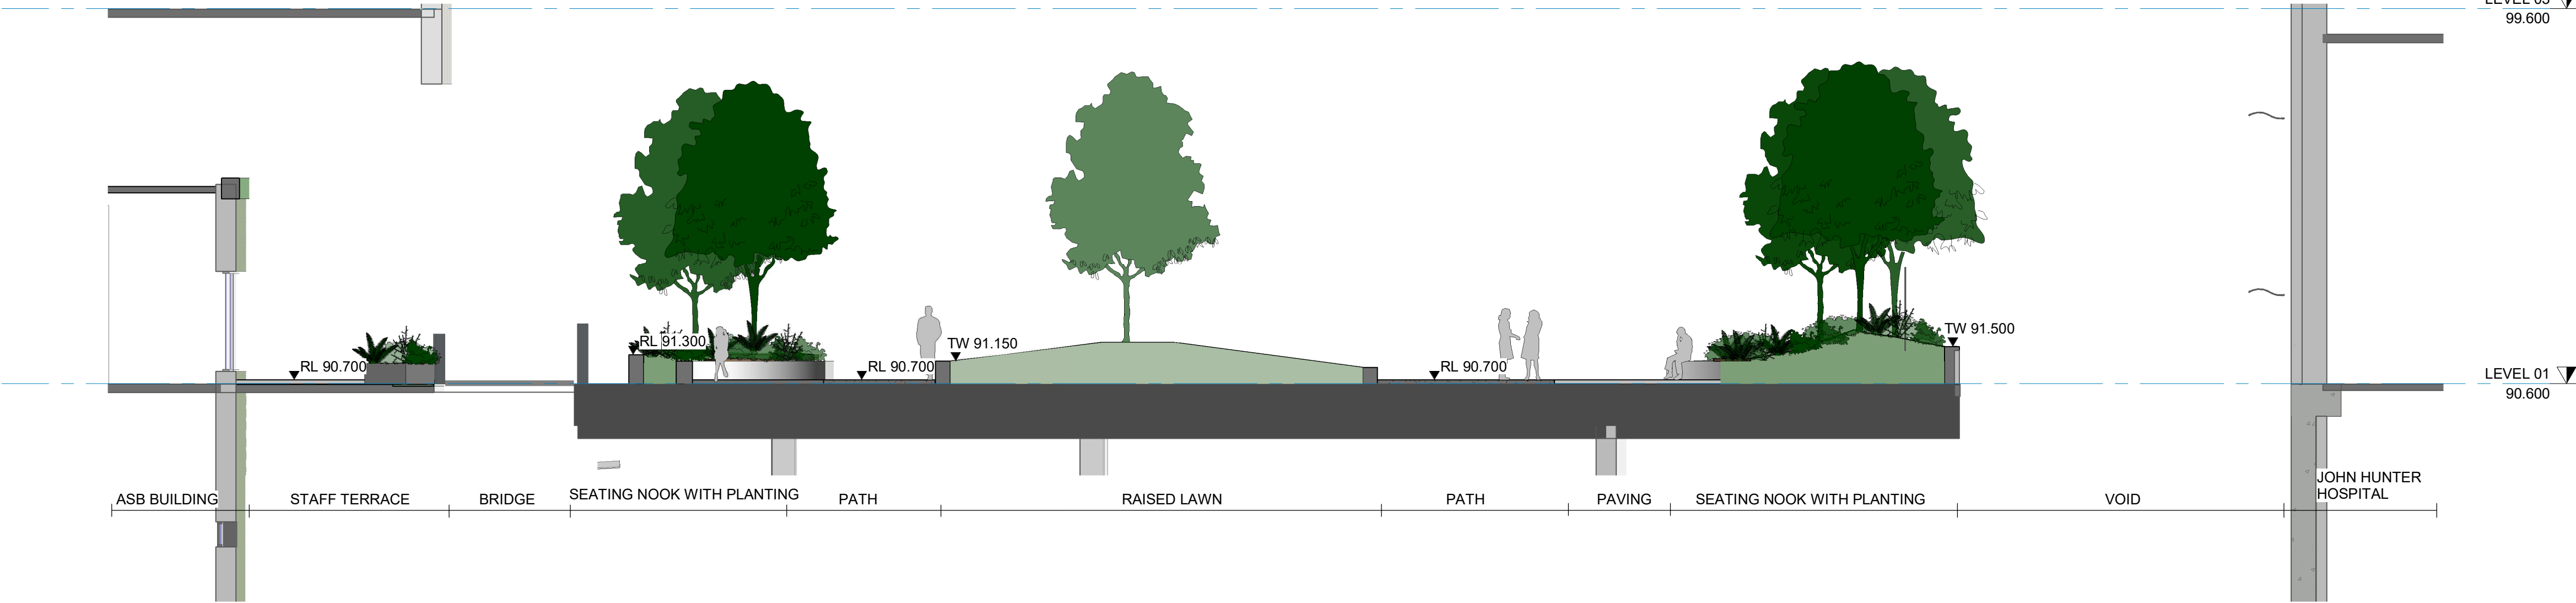 LEVEL 03
99.600
RL 91.300
TW 91.150
TW 91.500
RL 90.700
RL 90.700
RL 90.700
LEVEL 01
90.600
ASB BUILDING
STAFF TERRACE
BRIDGE
SEATING NOOK WITH PLANTING
PATH
RAISED LAWN
PATH
PAVING
SEATING NOOK WITH PLANTING
VOID
JOHN HUNTER
HOSPITAL